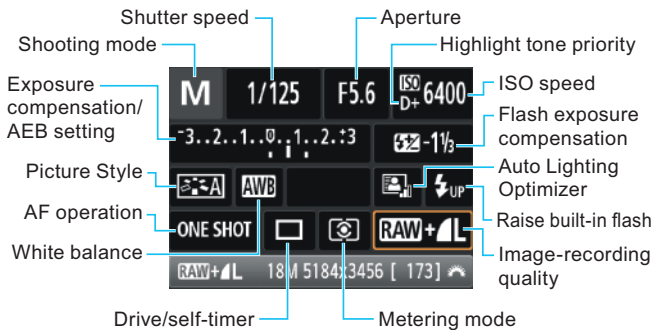 Shutter speed
Aperture
Shooting mode
Highlight tone priority
Exposure compensation/ AEB setting
ISO speed
M 1/125 F5.6 ISO D+ 6400
Flash exposure compensation
-3..2..1..0..1..2.:+3
-1⅓
Picture Style
Auto Lighting Optimizer
A AWB
UP
AF operation
Raise built-in flash
ONE SHOT
RAW+L
White balance
Image-recording quality
RAW+L 18M 5184x3456 [ 173]
Drive/self-timer
Metering mode